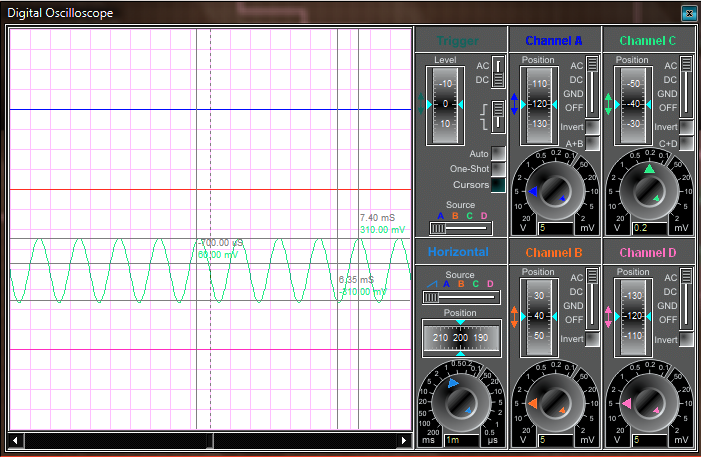 Digital Oscilloscope
7.40 mS
310.00 mV
-700.00 uS
60.00 mV
6.35 mS
-310.00 mV
Trigger
Level
-10
0
10
AC
DC
Auto
One-Shot
Cursors
Source
A B C D
Channel A
Position
110
-120
-130
AC
DC
GND
OFF
Invert
A+B
0.5 0.2 0.1
1 50
2 20
5 10
10 5
20 2
V 5 mV
Channel C
Position
-50
-40
-30
AC
DC
GND
OFF
Invert
C+D
0.5 0.2 0.1
1 50
2 20
5 10
10 5
20 2
V 0.2 mV
Horizontal
Source
A B C D
Position
210 200 190
1 0.5 0.2 0.1
2 50
5 20
10 10
20 5
50 2
100 1
200 0.5
ms 1m µs
Channel B
Position
30
40
50
AC
DC
GND
OFF
Invert
0.5 0.2 0.1
1 50
2 20
5 10
10 5
20 2
V 5 mV
Channel D
Position
-130
-120
-110
AC
DC
GND
OFF
Invert
0.5 0.2 0.1
1 50
2 20
5 10
10 5
20 2
V 5 mV